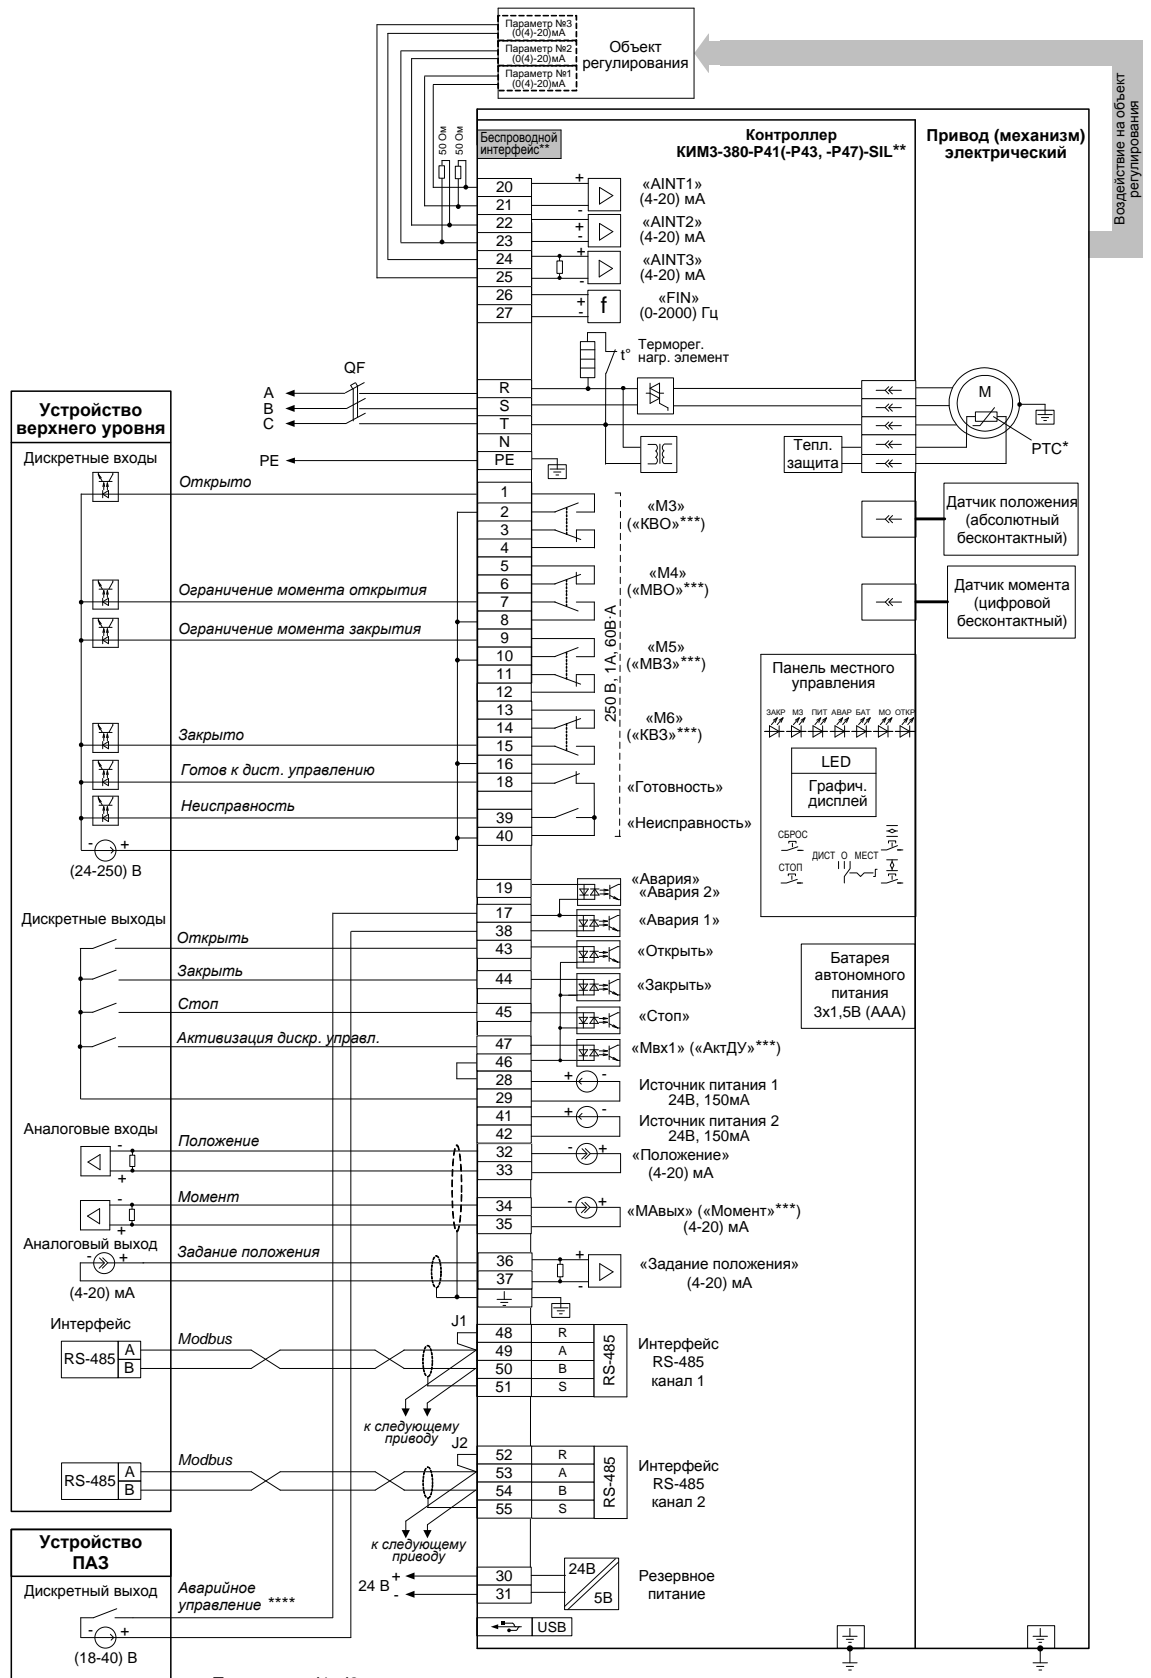 Параметр №3
(0(4)-20)мА
Параметр №2
(0(4)-20)мА
Параметр №1
(0(4)-20)мА
Объект
регулирования
Воздействие на объект
регулирования
50 Ом
50 Ом
Беспроводной
интерфейс**
Контроллер
КИМ3-380-Р41(-Р43, -Р47)-SIL**
Привод (механизм)
электрический
20
21
22
23
24
25
26
27
+
-
«AINT1»
(4-20) мА
+
-
«AINT2»
(4-20) мА
+
-
«AINT3»
(4-20) мА
+
-
f
«FIN»
(0-2000) Гц
t°
Терморег.
нагр. элемент
QF
A
B
C
PE
R
S
T
N
PE
M
Тепл.
защита
PTC*
Устройство
верхнего уровня
Дискретные входы
Открыто
Ограничение момента открытия
Ограничение момента закрытия
Закрыто
Готов к дист. управлению
Неисправность
- +
(24-250) В
1
2
3
4
5
6
7
8
9
10
11
12
13
14
15
16
18
39
40
«М3»
(«КВО»***)
«М4»
(«МВО»***)
«М5»
(«МВЗ»***)
«М6»
(«КВЗ»***)
«Готовность»
«Неисправность»
250 В, 1А, 60В·А
Датчик положения
(абсолютный
бесконтактный)
Датчик момента
(цифровой
бесконтактный)
Панель местного
управления
ЗАКР МЗ ПИТ АВАР БАТ МО ОТКР
LED
Графич.
дисплей
СБРОС
СТОП
ДИСТ О МЕСТ
Батарея
автономного
питания
3х1,5В (ААА)
Дискретные выходы
Открыть
Закрыть
Стоп
Активизация дискр. управл.
19
17
38
43
44
45
47
46
28
29
41
42
32
33
34
35
36
37
«Авария»
«Авария 2»
«Авария 1»
«Открыть»
«Закрыть»
«Стоп»
«Мвх1» («АктДУ»***)
+ -
Источник питания 1
24В, 150мА
+ -
Источник питания 2
24В, 150мА
- +
«Положение»
(4-20) мА
- +
«МАвых» («Момент»***)
(4-20) мА
+
-
«Задание положения»
(4-20) мА
Аналоговые входы
-
+
Положение
-
+
Момент
Аналоговый выход
- +
Задание положения
(4-20) мА
Интерфейс
RS-485
A
B
Modbus
J1
48 R
49 A
50 B
51 S
RS-485
Интерфейс
RS-485
канал 1
к следующему
приводу
RS-485
A
B
Modbus
J2
52 R
53 A
54 B
55 S
RS-485
Интерфейс
RS-485
канал 2
к следующему
приводу
24 В
+
-
30
31
24В
5В
Резервное
питание
USB
Устройство
ПАЗ
Дискретный выход
Аварийное
управление ****
- +
(18-40) В